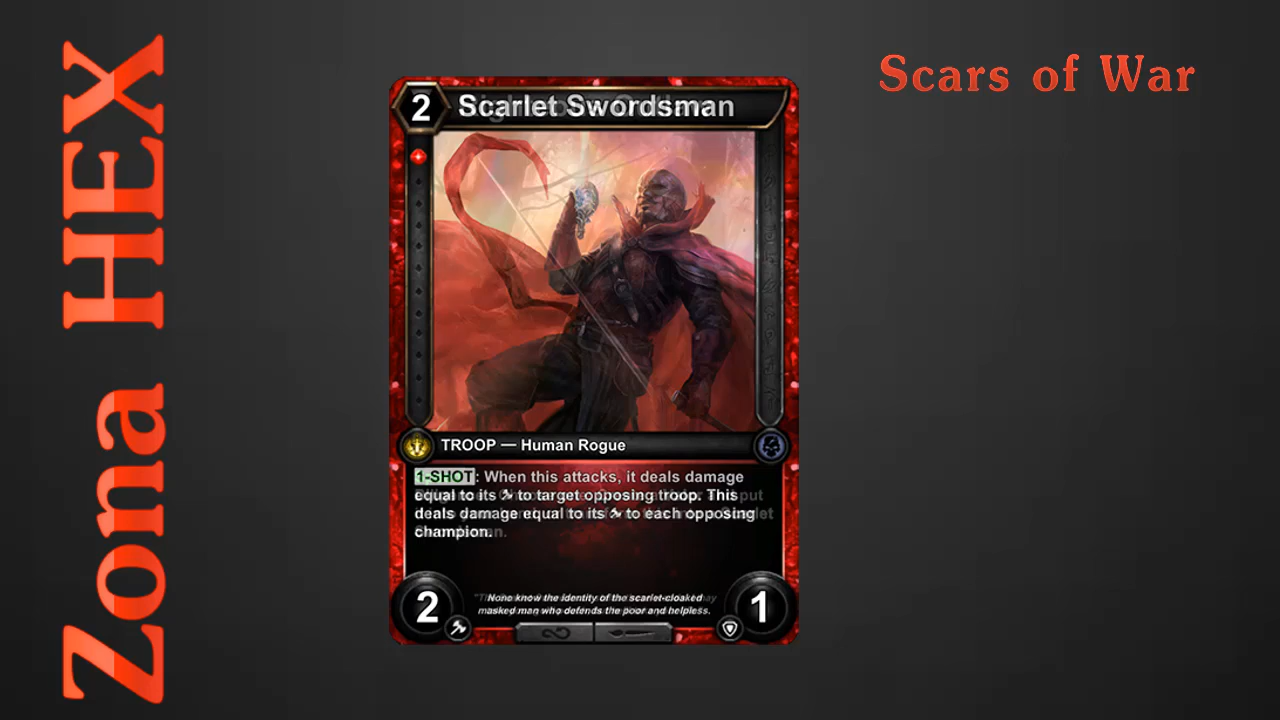 Zona HEX
Scars of War
2
Scarlet Swordsman
TROOP — Human Rogue
1-SHOT: When this attacks, it deals damage
equal to its to target opposing troop. This
deals damage equal to its to each opposing
champion.
None know the identity of the scarlet-cloaked
masked man who defends the poor and helpless.
2
1